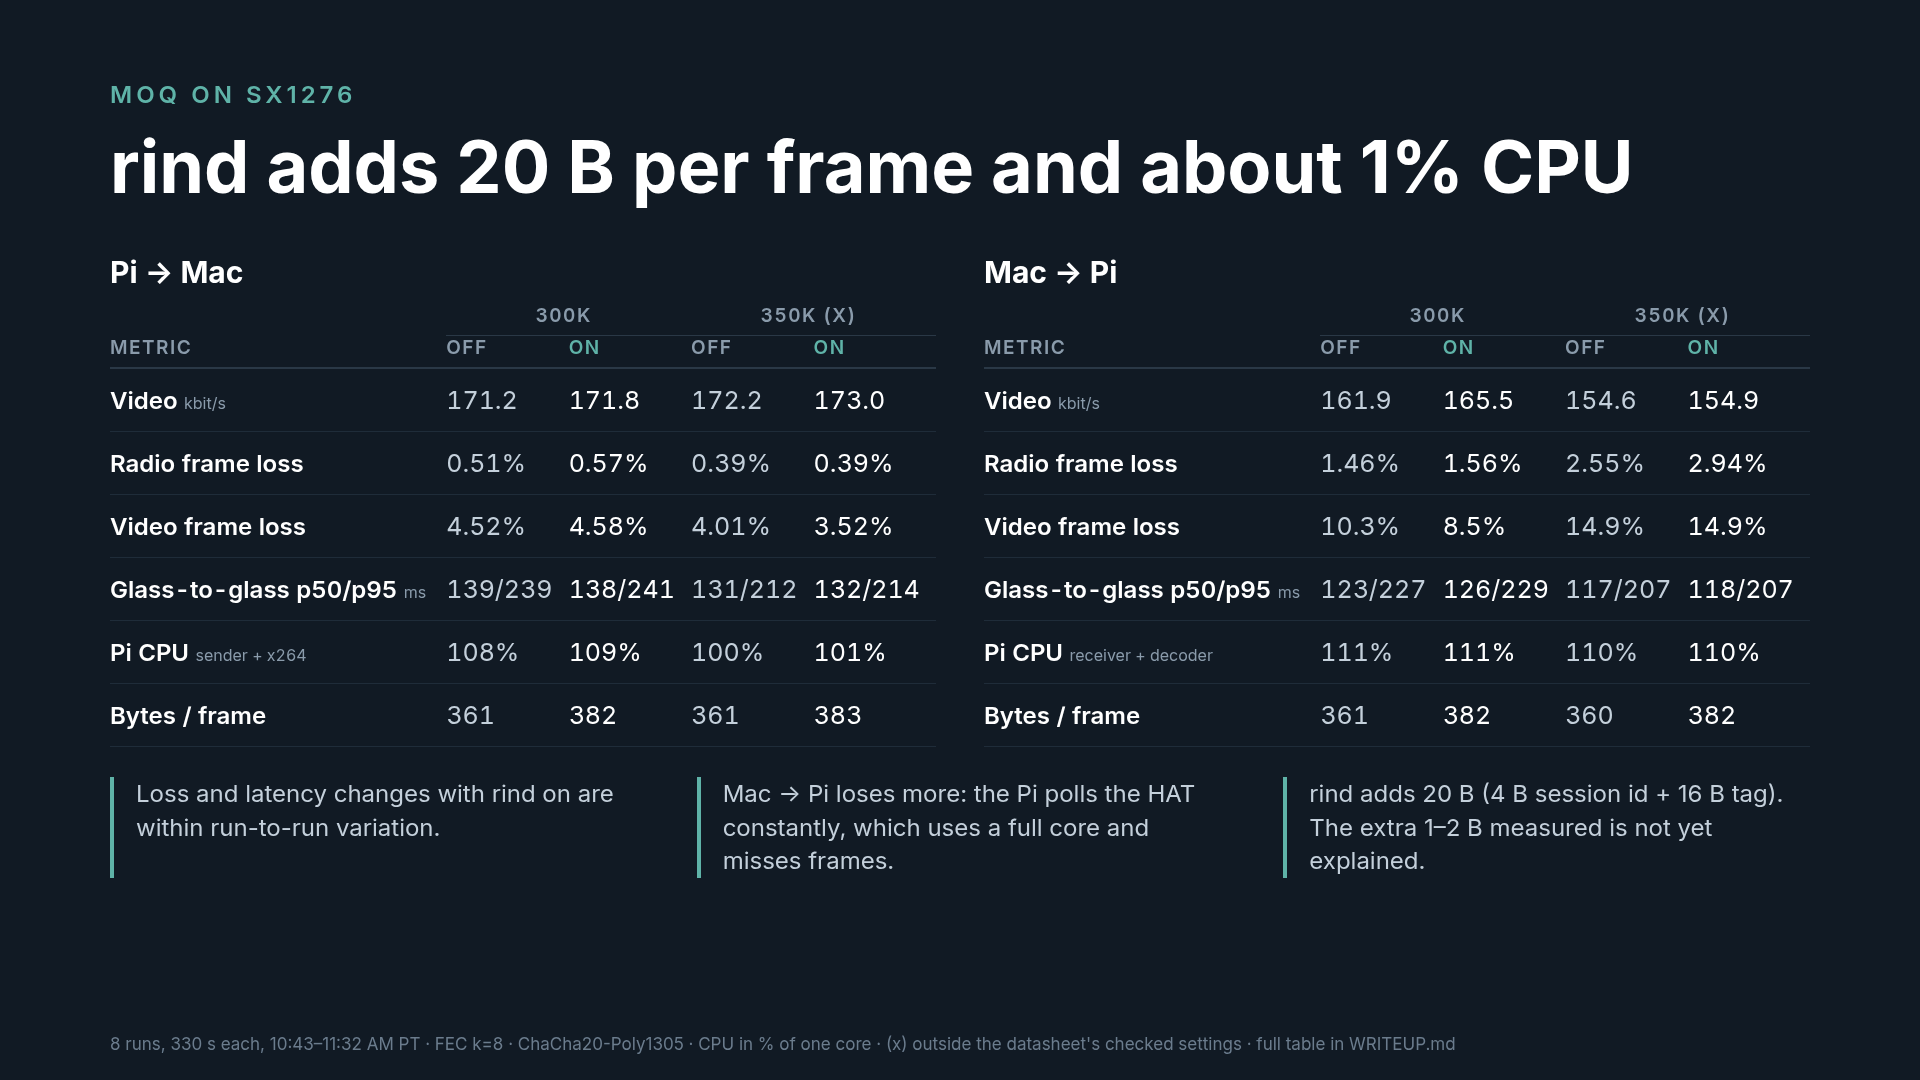 MOQ ON SX1276
rind adds 20 B per frame and about 1% CPU
Pi → Mac
300K 350K (X)
METRIC OFF ON OFF ON
Video kbit/s 171.2 171.8 172.2 173.0
Radio frame loss 0.51% 0.57% 0.39% 0.39%
Video frame loss 4.52% 4.58% 4.01% 3.52%
Glass-to-glass p50/p95 ms 139/239 138/241 131/212 132/214
Pi CPU sender + x264 108% 109% 100% 101%
Bytes / frame 361 382 361 383
Mac → Pi
300K 350K (X)
METRIC OFF ON OFF ON
Video kbit/s 161.9 165.5 154.6 154.9
Radio frame loss 1.46% 1.56% 2.55% 2.94%
Video frame loss 10.3% 8.5% 14.9% 14.9%
Glass-to-glass p50/p95 ms 123/227 126/229 117/207 118/207
Pi CPU receiver + decoder 111% 111% 110% 110%
Bytes / frame 361 382 360 382
Loss and latency changes with rind on are
within run-to-run variation.
Mac → Pi loses more: the Pi polls the HAT
constantly, which uses a full core and
misses frames.
rind adds 20 B (4 B session id + 16 B tag).
The extra 1–2 B measured is not yet
explained.
8 runs, 330 s each, 10:43–11:32 AM PT · FEC k=8 · ChaCha20-Poly1305 · CPU in % of one core · (x) outside the datasheet's checked settings · full table in WRITEUP.md